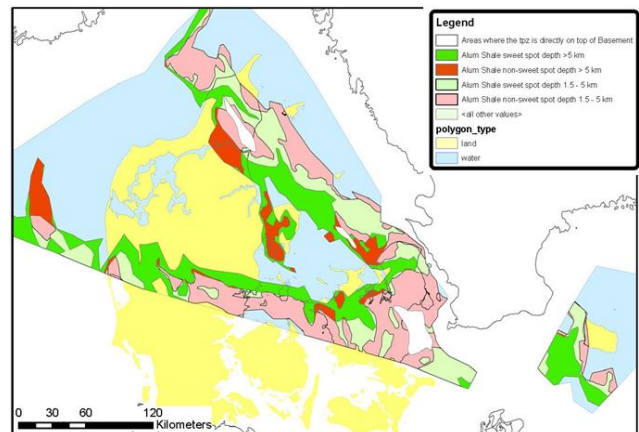 Legend
Areas where the tpz is directly on top of Basement
Alum Shale sweet spot depth >5 km
Alum Shale non-sweet spot depth > 5 km
Alum Shale sweet spot depth 1.5 - 5 km
Alum Shale non-sweet spot depth 1.5 - 5 km
<all other values>
polygon_type
land
water
0 30 60 120
Kilometers